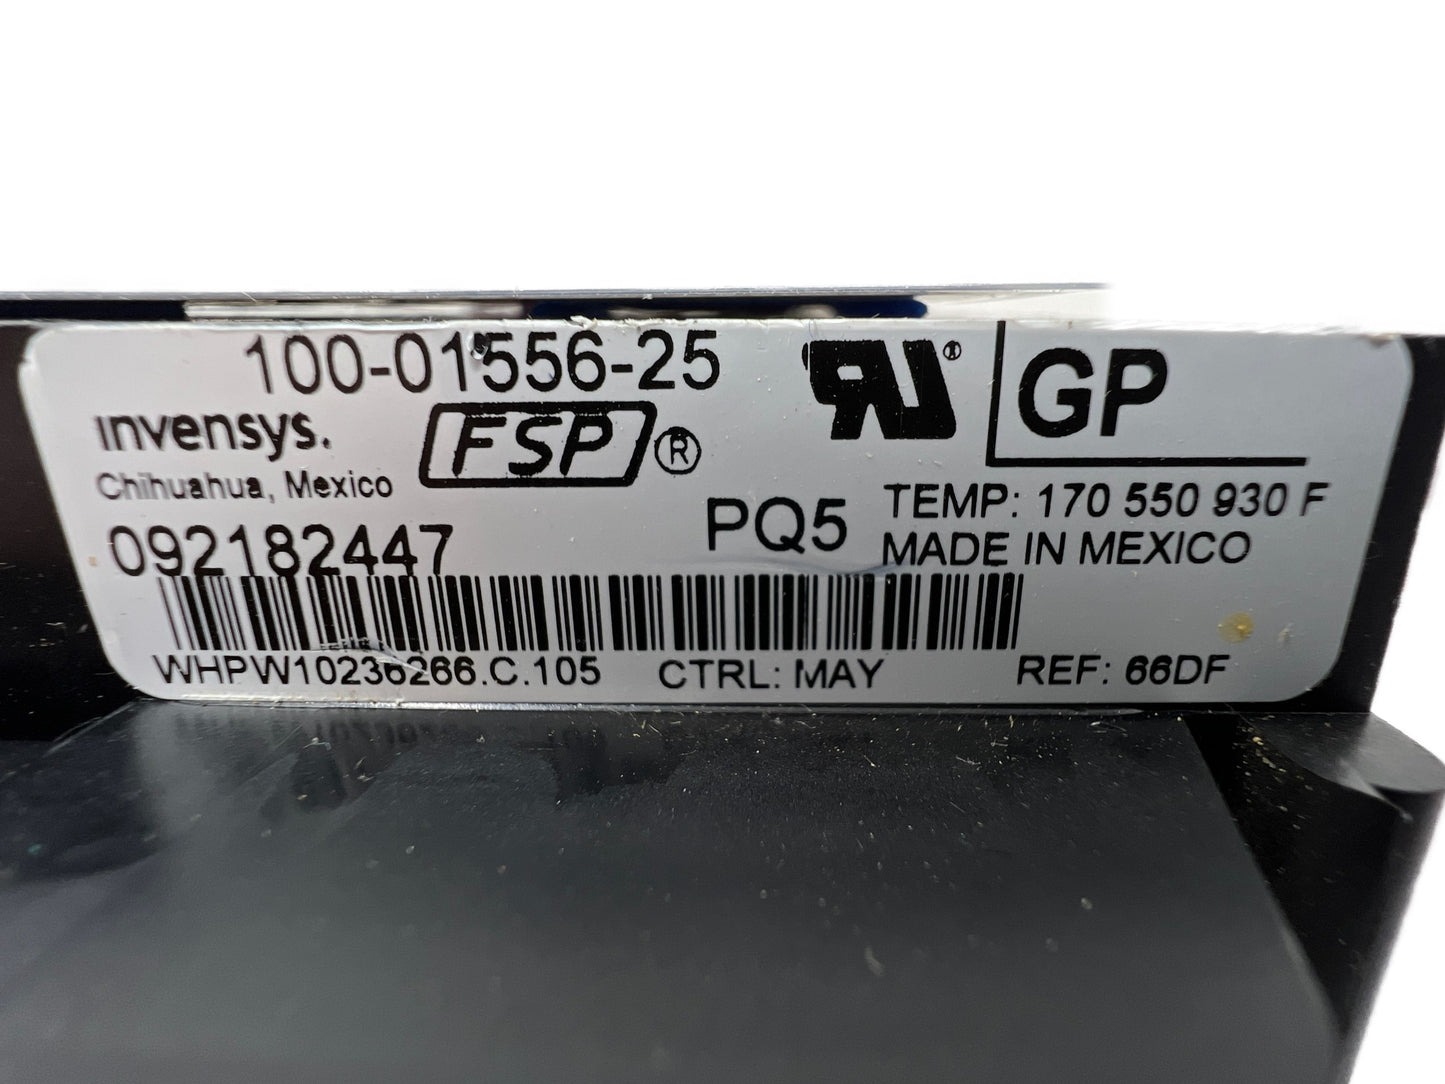 100-01556-25
invensys.
FSP®
Chihuahua, Mexico
RU®
GP
092182447
PQ5
TEMP: 170 550 930 F
MADE IN MEXICO
WHPW10236266.C.105
CTRL: MAY
REF: 66DF